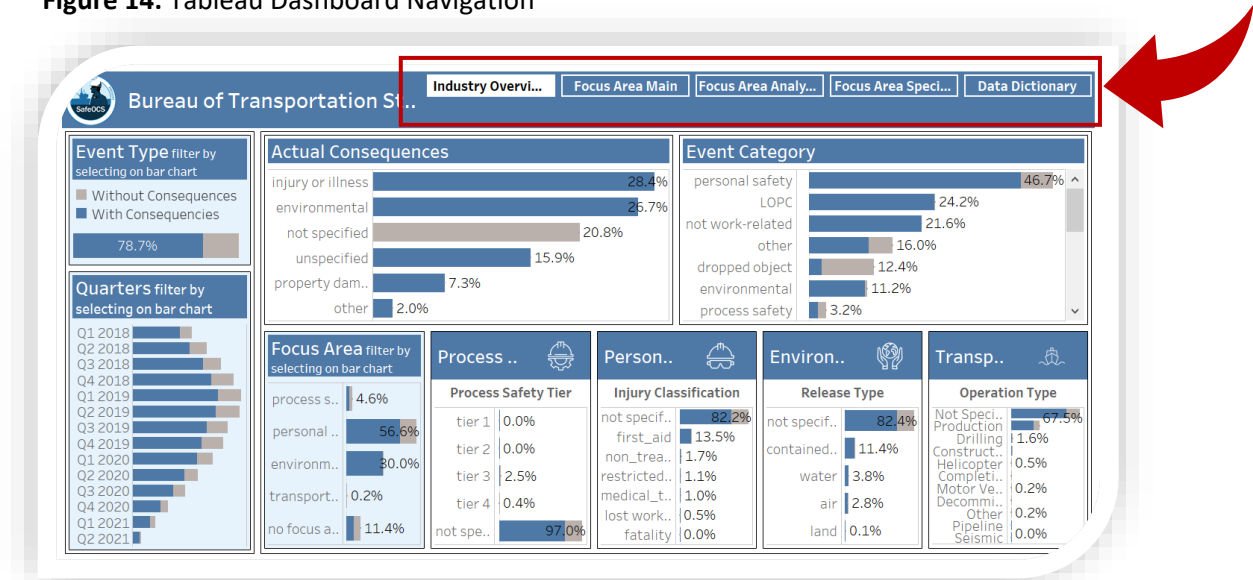 Figure 14. Tableau Dashboard Navigation
SafeOCS
Bureau of Transportation St..
Industry Overvi...
Focus Area Main
Focus Area Analy...
Focus Area Speci...
Data Dictionary
Event Type filter by
selecting on bar chart
Without Consequences
With Consequencies
78.7%
Quarters filter by
selecting on bar chart
Q1 2018
Q2 2018
Q3 2018
Q4 2018
Q1 2019
Q2 2019
Q3 2019
Q4 2019
Q1 2020
Q2 2020
Q3 2020
Q4 2020
Q1 2021
Q2 2021
Actual Consequences
injury or illness 28.4%
environmental 26.7%
not specified 20.8%
unspecified 15.9%
property dam.. 7.3%
other 2.0%
Event Category
personal safety 46.7%
LOPC 24.2%
not work-related 21.6%
other 16.0%
dropped object 12.4%
environmental 11.2%
process safety 3.2%
Focus Area filter by
selecting on bar chart
process s.. 4.6%
personal .. 56.6%
environm.. 30.0%
transport.. 0.2%
no focus a.. 11.4%
Process ..
Process Safety Tier
tier 1 0.0%
tier 2 0.0%
tier 3 2.5%
tier 4 0.4%
not spe.. 97.0%
Person..
Injury Classification
not specif.. 82.2%
first_aid 13.5%
non_trea.. 1.7%
restricted.. 1.1%
medical_t.. 1.0%
lost work.. 0.5%
fatality 0.0%
Environ..
Release Type
not specif.. 82.4%
contained.. 11.4%
water 3.8%
air 2.8%
land 0.1%
Transp..
Operation Type
Not Speci.. 67.5%
Production
Drilling 1.6%
Construct..
Helicopter 0.5%
Completi..
Motor Ve.. 0.2%
Decommi..
Other 0.2%
Pipeline
Seismic 0.0%